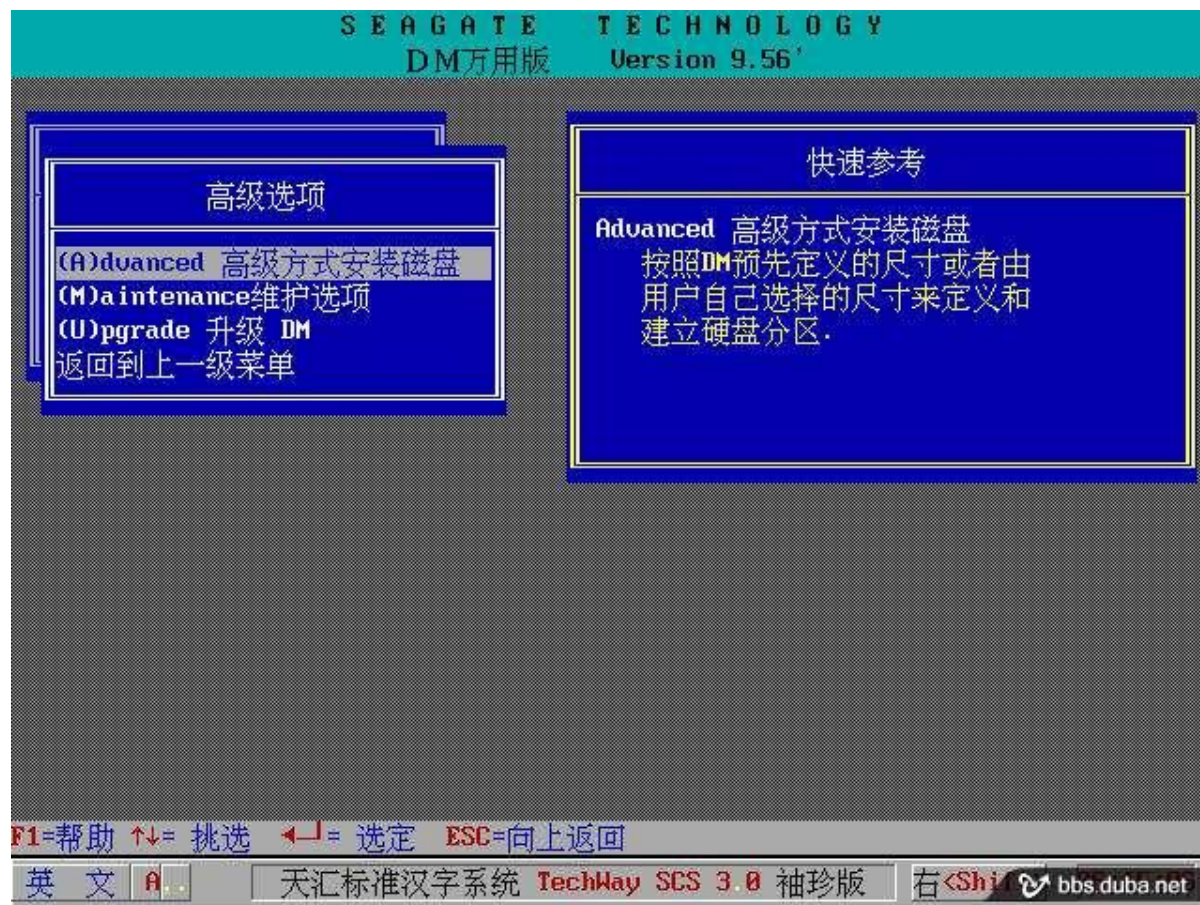 SEAGATE TECHNOLOGY
DM万用版 Version 9.56'
高级选项
(A)dvanced 高级方式安装磁盘
(M)aintenance维护选项
(U)pgrade 升级 DM
返回到上一级菜单
快速参考
Advanced 高级方式安装磁盘
按照DM预先定义的尺寸或者由
用户自己选择的尺寸来定义和
建立硬盘分区.
F1=帮助 ↑↓= 挑选 ◄┘= 选定 ESC=向上返回
英 文 A.. 天汇标准汉字系统 TechWay SCS 3.0 袖珍版 右<Shi
bbs.duba.net